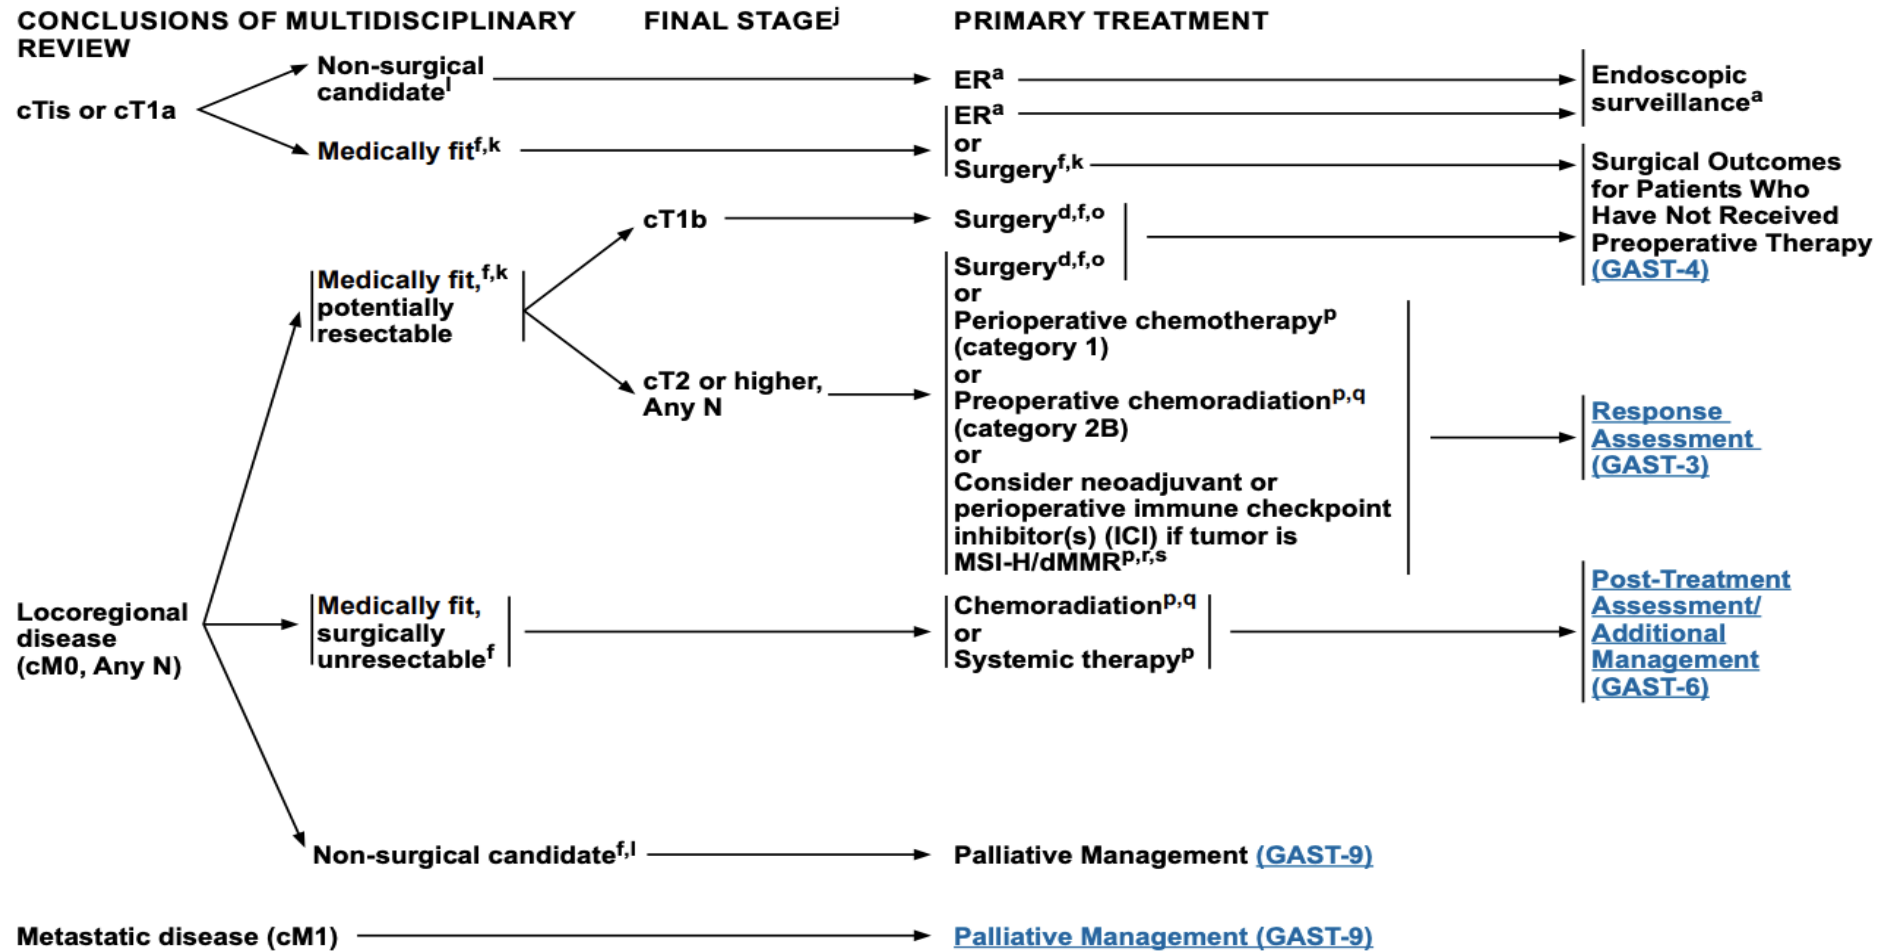 CONCLUSIONS OF MULTIDISCIPLINARY REVIEW
FINAL STAGEj
PRIMARY TREATMENT
cTis or cT1a
Non-surgical
candidatel
ERa
Endoscopic
surveillancea
Medically fitf,k
ERa
or
Surgeryf,k
Surgical Outcomes
for Patients Who
Have Not Received
Preoperative Therapy
(GAST-4)
Locoregional
disease
(cM0, Any N)
Medically fit,f,k
potentially
resectable
cT1b
Surgeryd,f,o
cT2 or higher,
Any N
Surgeryd,f,o
or
Perioperative chemotherapyp
(category 1)
or
Preoperative chemoradiationp,q
(category 2B)
or
Consider neoadjuvant or
perioperative immune checkpoint
inhibitor(s) (ICI) if tumor is
MSI-H/dMMRp,r,s
Response
Assessment
(GAST-3)
Medically fit,
surgically
unresectablef
Chemoradiationp,q
or
Systemic therapyp
Post-Treatment
Assessment/
Additional
Management
(GAST-6)
Non-surgical candidatef,l
Palliative Management (GAST-9)
Metastatic disease (cM1)
Palliative Management (GAST-9)